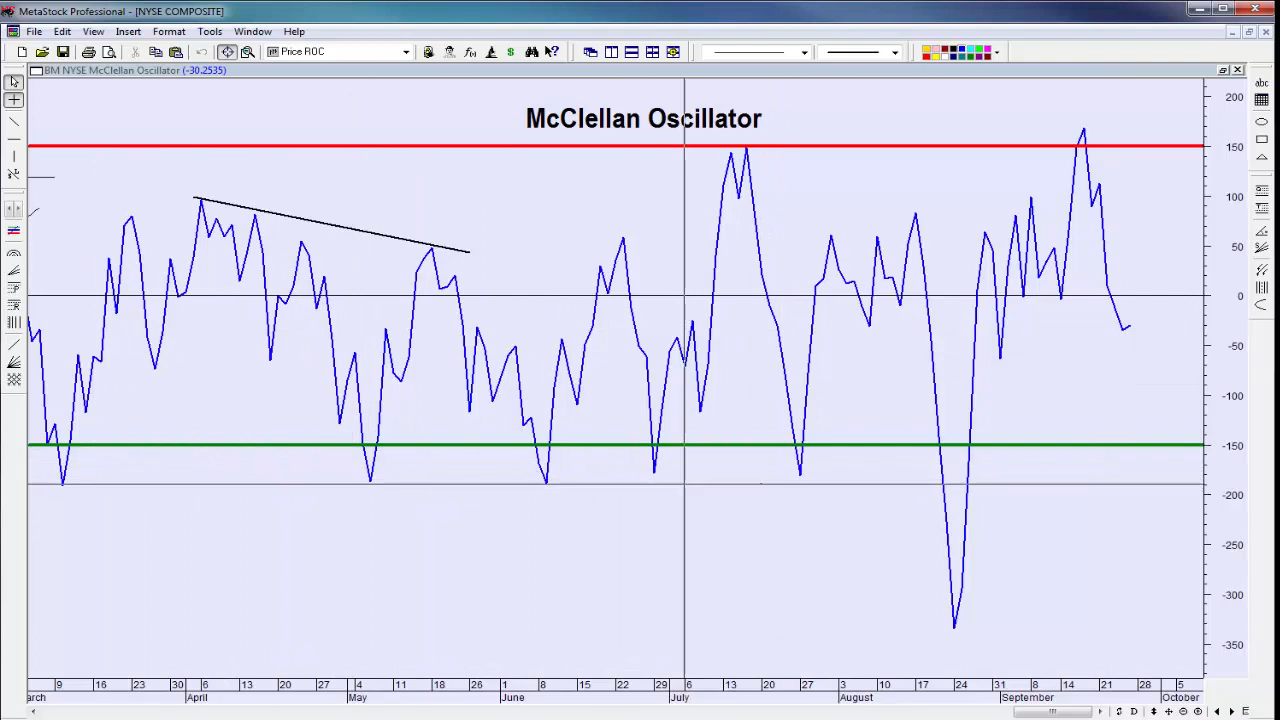 MetaStock Professional - [NYSE COMPOSITE]
File Edit View Insert Format Tools Window Help
Price ROC
BM NYSE McClellan Oscillator (-30.2535)
McClellan Oscillator
abc
200
150
100
50
0
-50
-100
-150
-200
-250
-300
-350
9 16 23 30 6 13 20 27 4 11 18 26 1 8 15 22 29 6 13 20 27 3 10 17 24 31 8 14 21 28 5
arch April May June July August September October
D E